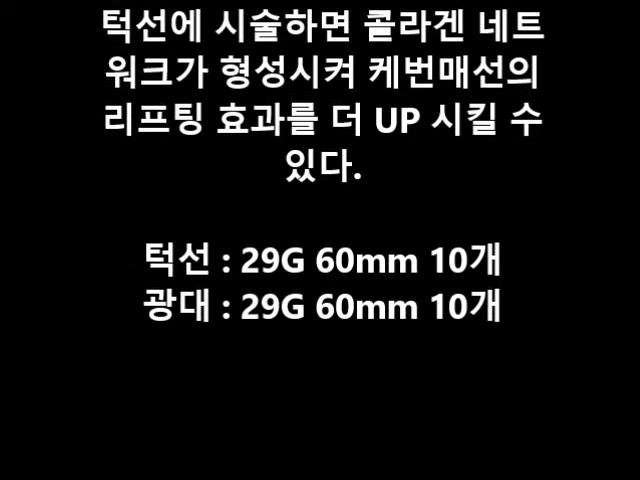 턱선에 시술하면 콜라겐 네트
워크가 형성시켜 케번매선의
리프팅 효과를 더 UP 시킬 수
있다.
턱선 : 29G 60mm 10개
광대 : 29G 60mm 10개